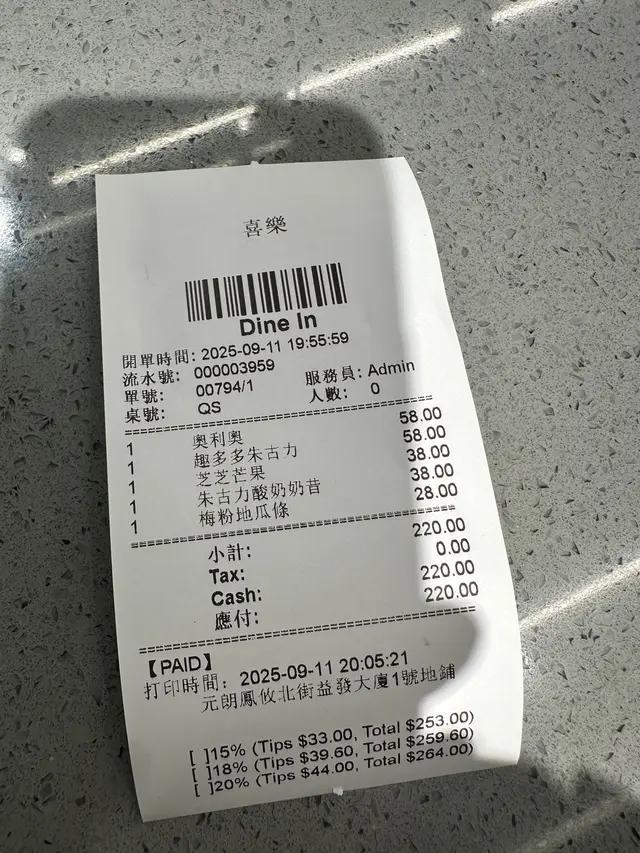 喜樂
Dine In
開單時間: 2025-09-11 19:55:59
流水號: 000003959
單號: 00794/1 服務員: Admin
桌號: QS 人數: 0
1 奧利奧 58.00
1 趣多多朱古力 58.00
1 芝芝芒果 38.00
1 朱古力酸奶奶昔 38.00
1 梅粉地瓜條 28.00
小計: 220.00
Tax: 0.00
Cash: 220.00
應付: 220.00
【PAID】
打印時間: 2025-09-11 20:05:21
元朗鳳攸北街益發大廈1號地鋪
[ ]15% (Tips $33.00, Total $253.00)
[ ]18% (Tips $39.60, Total $259.60)
[ ]20% (Tips $44.00, Total $264.00)